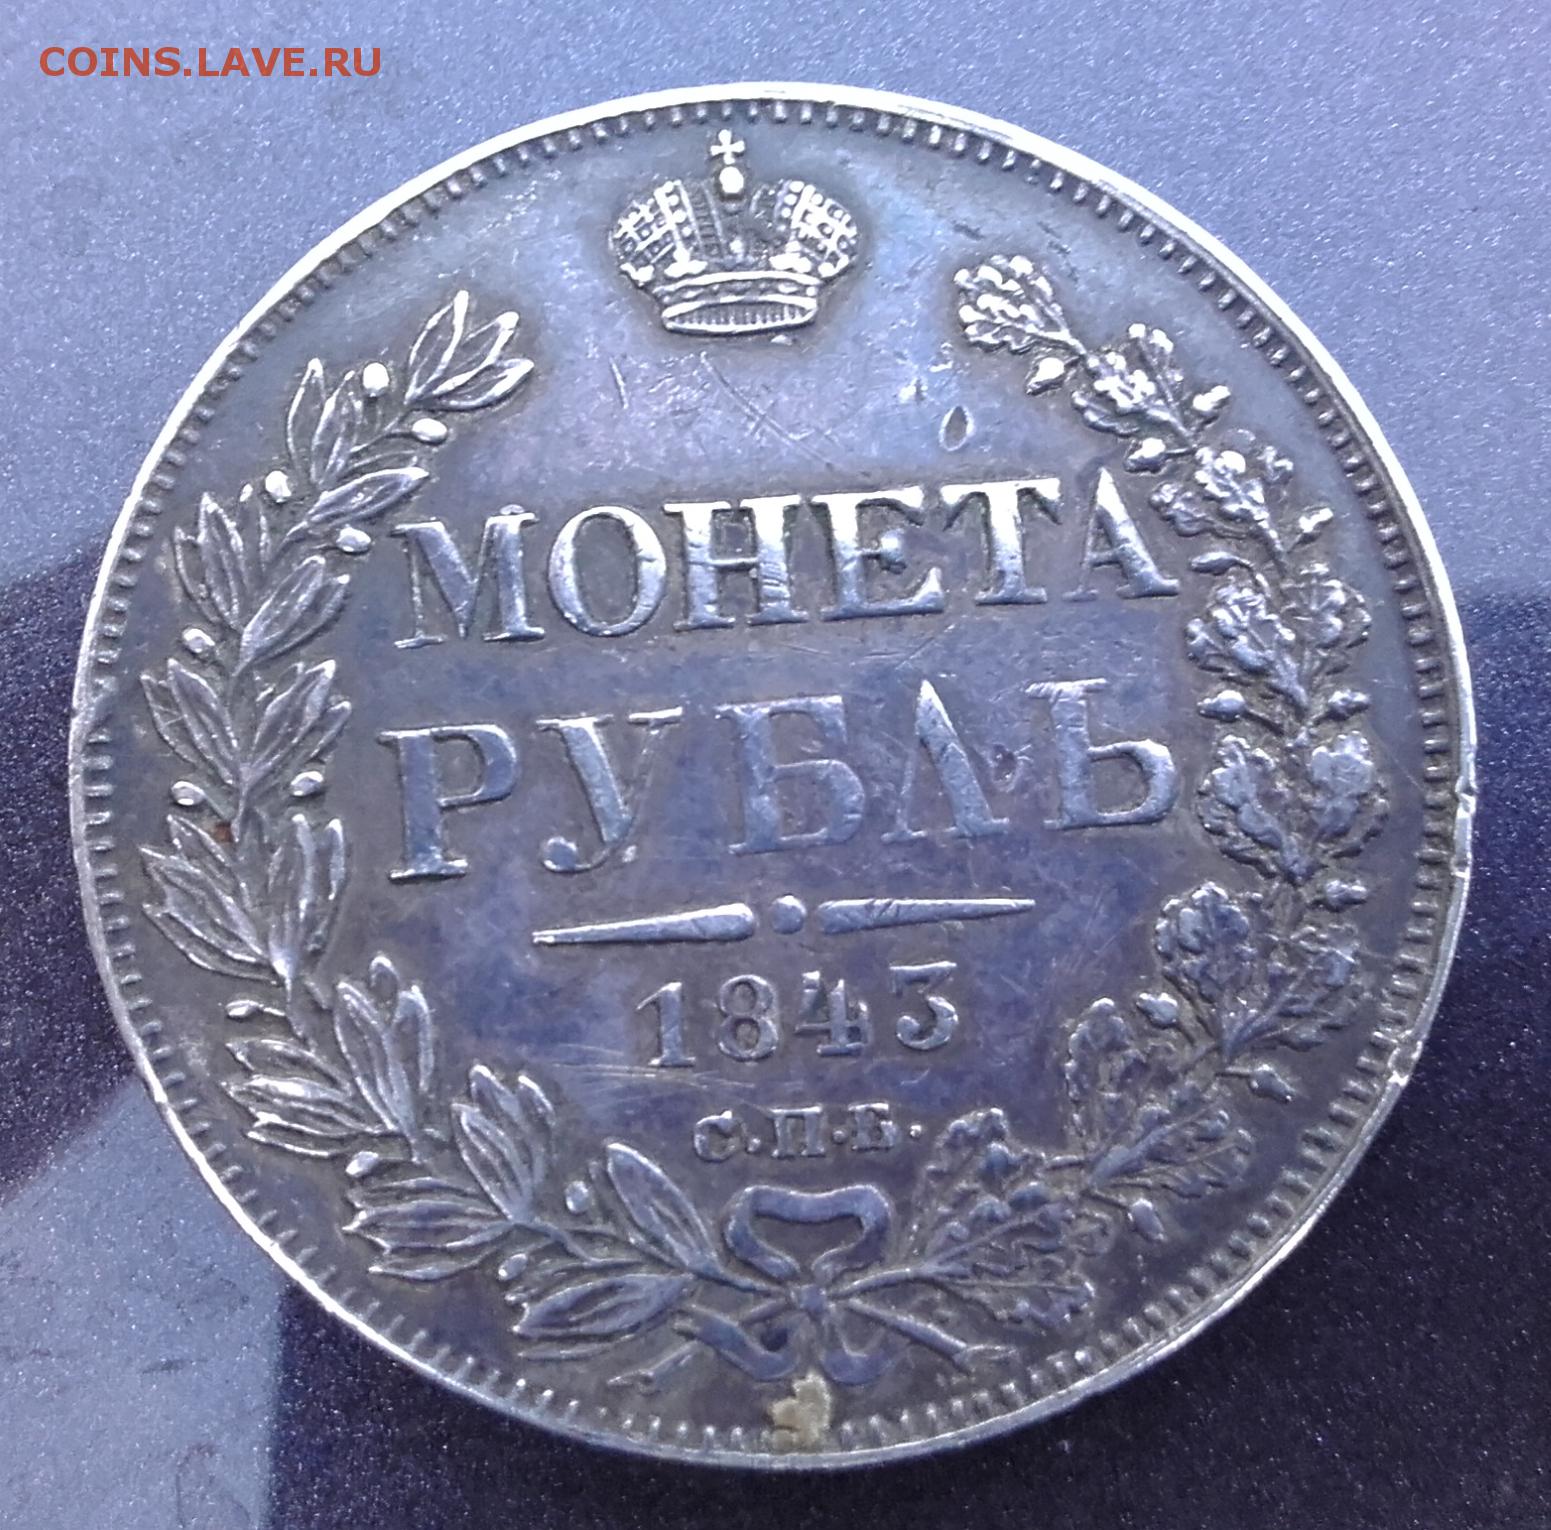 COINS.LAVE.RU
МОНЕТА
РУБЛЬ
1843
С.П.Б.